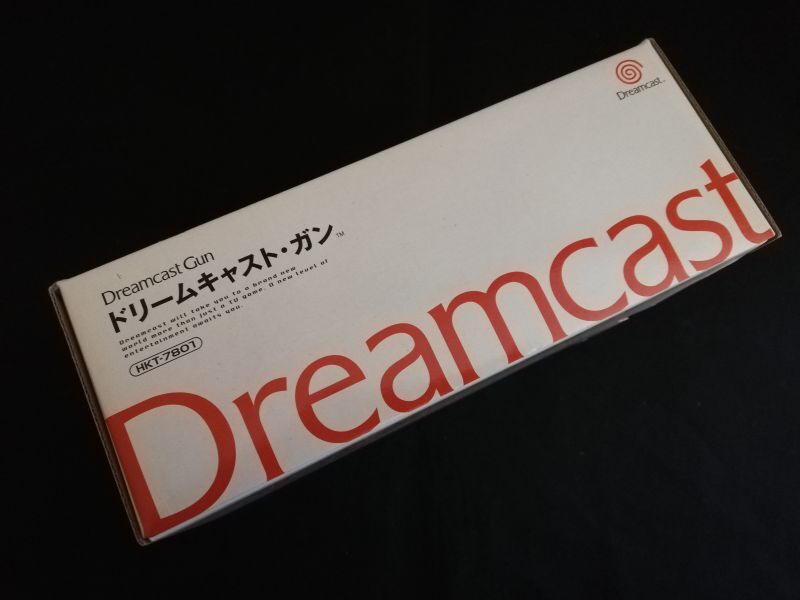 Dreamcast™
Dreamcast Gun
ドリームキャスト・ガン™
Dreamcast will take you to a brand new
world more than just a TV game. A new level of
entertainment awaits you.
HKT-7801
Dreamcast